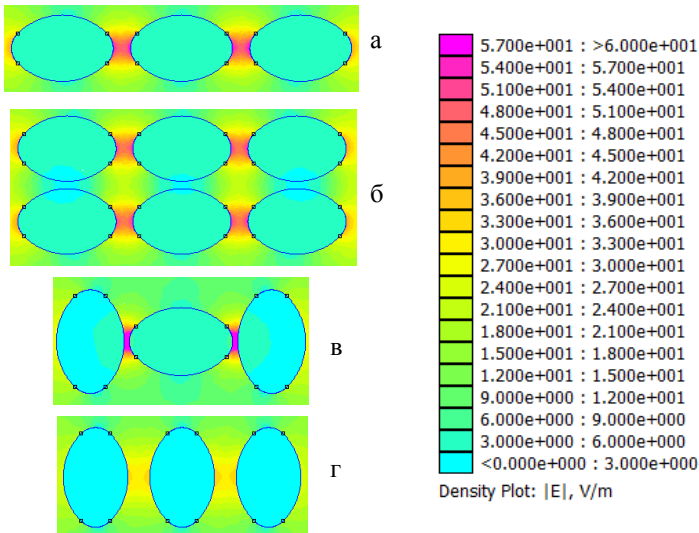 а
б
в
г
5.700e+001 : >6.000e+001
5.400e+001 : 5.700e+001
5.100e+001 : 5.400e+001
4.800e+001 : 5.100e+001
4.500e+001 : 4.800e+001
4.200e+001 : 4.500e+001
3.900e+001 : 4.200e+001
3.600e+001 : 3.900e+001
3.300e+001 : 3.600e+001
3.000e+001 : 3.300e+001
2.700e+001 : 3.000e+001
2.400e+001 : 2.700e+001
2.100e+001 : 2.400e+001
1.800e+001 : 2.100e+001
1.500e+001 : 1.800e+001
1.200e+001 : 1.500e+001
9.000e+000 : 1.200e+001
6.000e+000 : 9.000e+000
3.000e+000 : 6.000e+000
<0.000e+000 : 3.000e+000
Density Plot: |E|, V/m